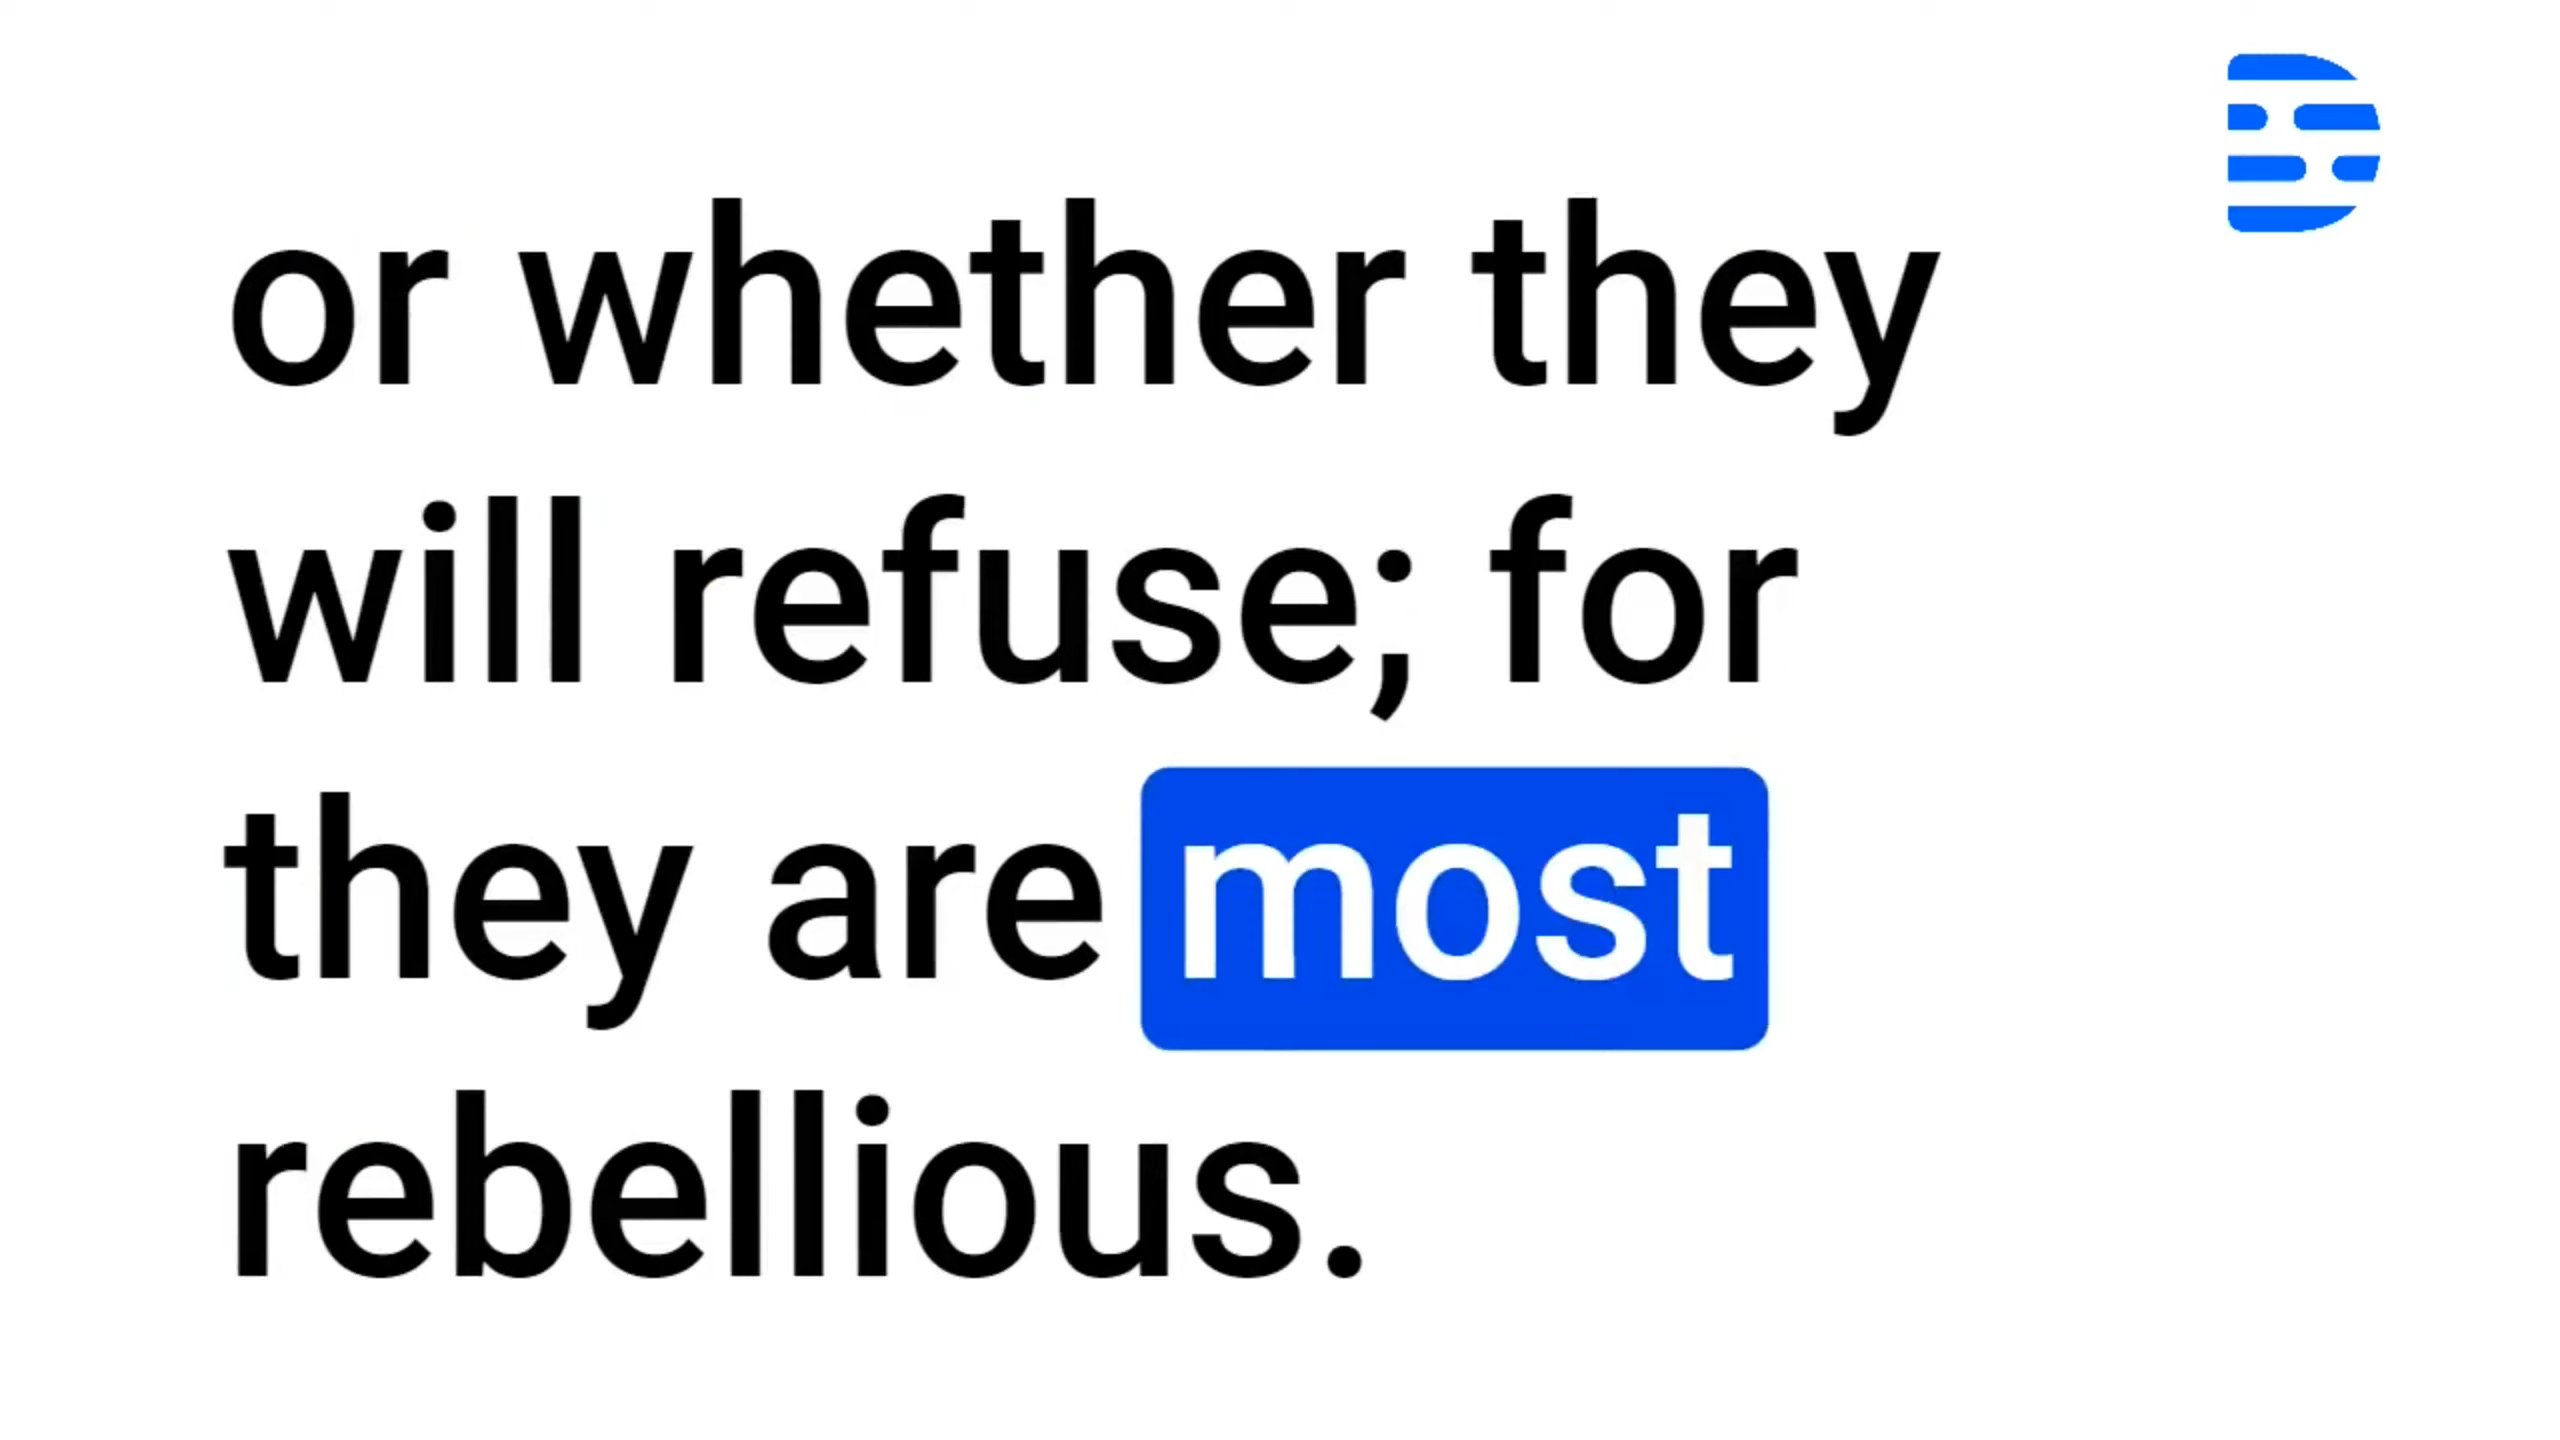 or whether they
will refuse; for
they are most
rebellious.